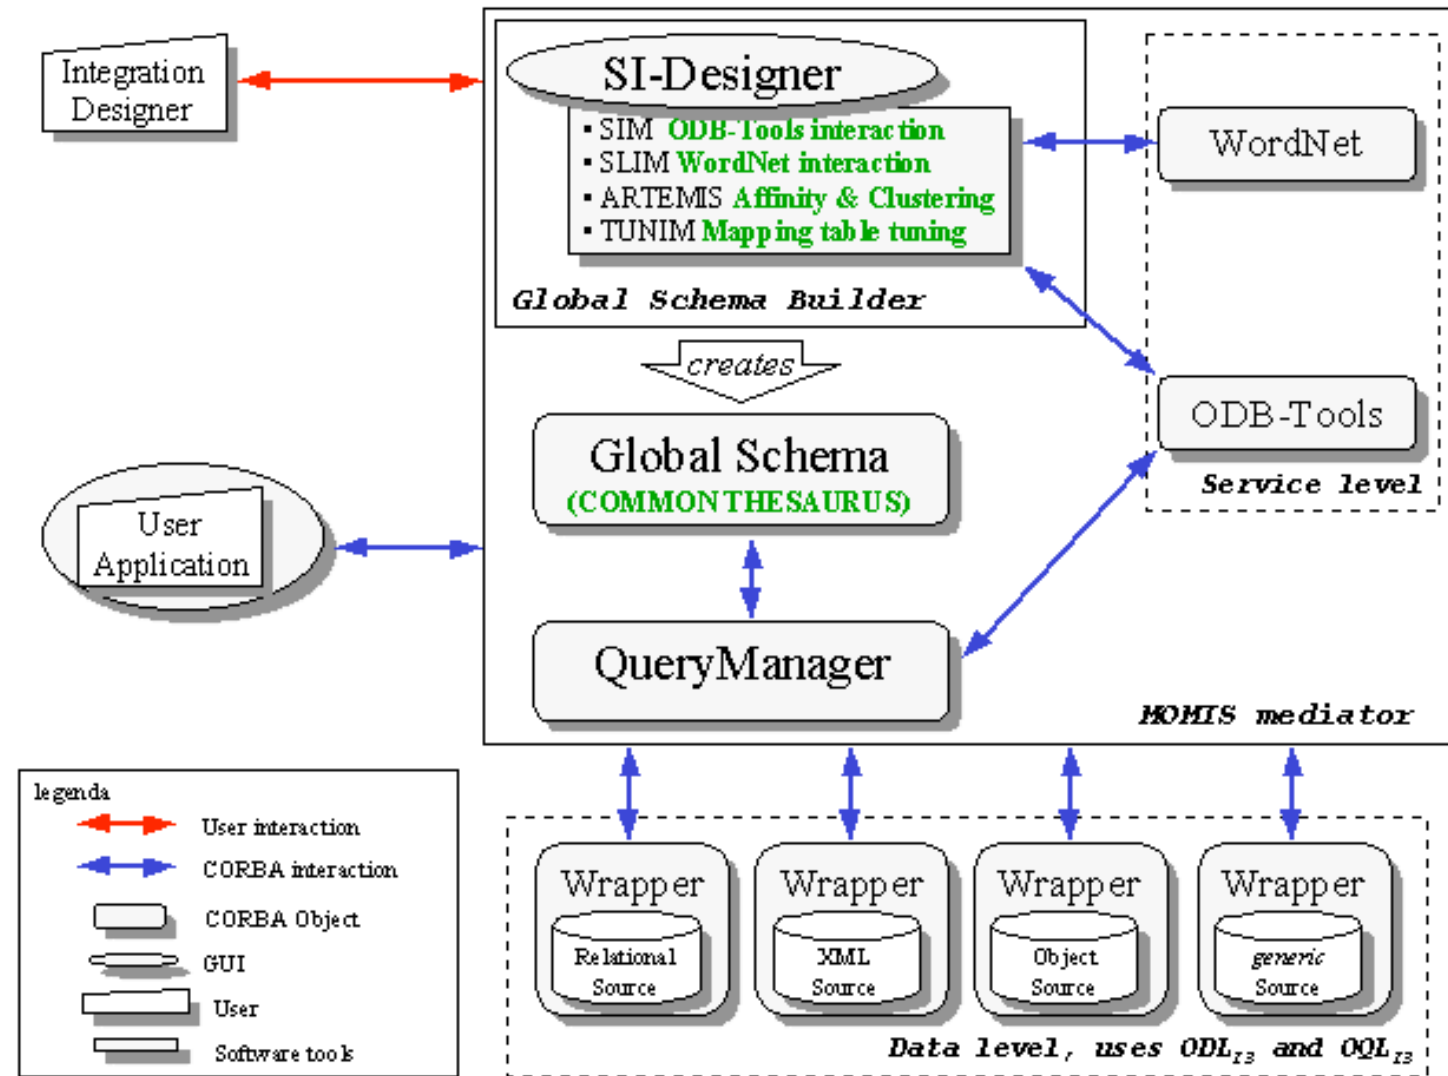 Integration
Designer
SI-Designer
▪ SIM ODB-Tools interaction
▪ SLIM WordNet interaction
▪ ARTEMIS Affinity & Clustering
▪ TUNIM Mapping table tuning
Global Schema Builder
WordNet
ODB-Tools
Service level
creates
Global Schema
(COMMON THESAURUS)
User
Application
QueryManager
MOMIS mediator
legenda
User interaction
CORBA interaction
CORBA Object
GUI
User
Software tools
Wrapper
Relational
Source
Wrapper
XML
Source
Wrapper
Object
Source
Wrapper
generic
Source
Data level, uses ODL_I3 and OQL_I3